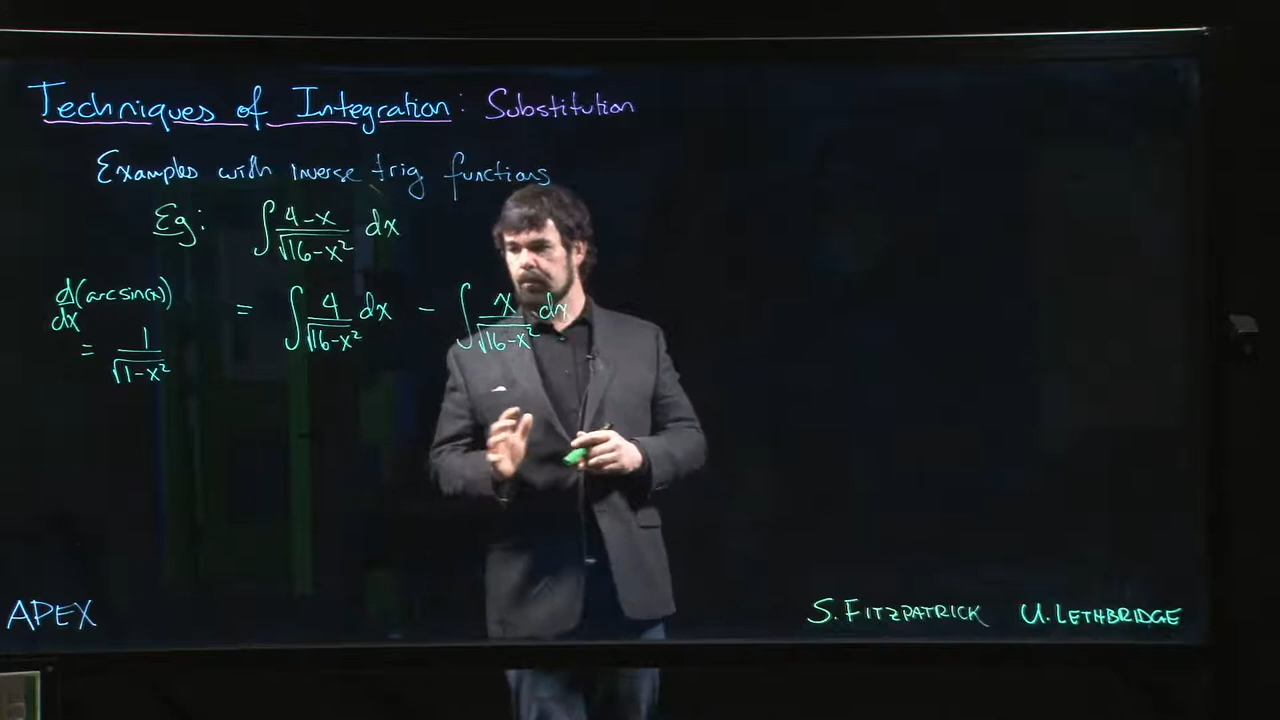 Techniques of Integration: Substitution
Examples with inverse trig functions
Eg: ∫ (4-x)/√(16-x²) dx
d/dx (arcsin(x))
= 1/√(1-x²)
= ∫ 4/√(16-x²) dx - ∫ x/√(16-x²) dx
APEX
S. FITZPATRICK U. LETHBRIDGE